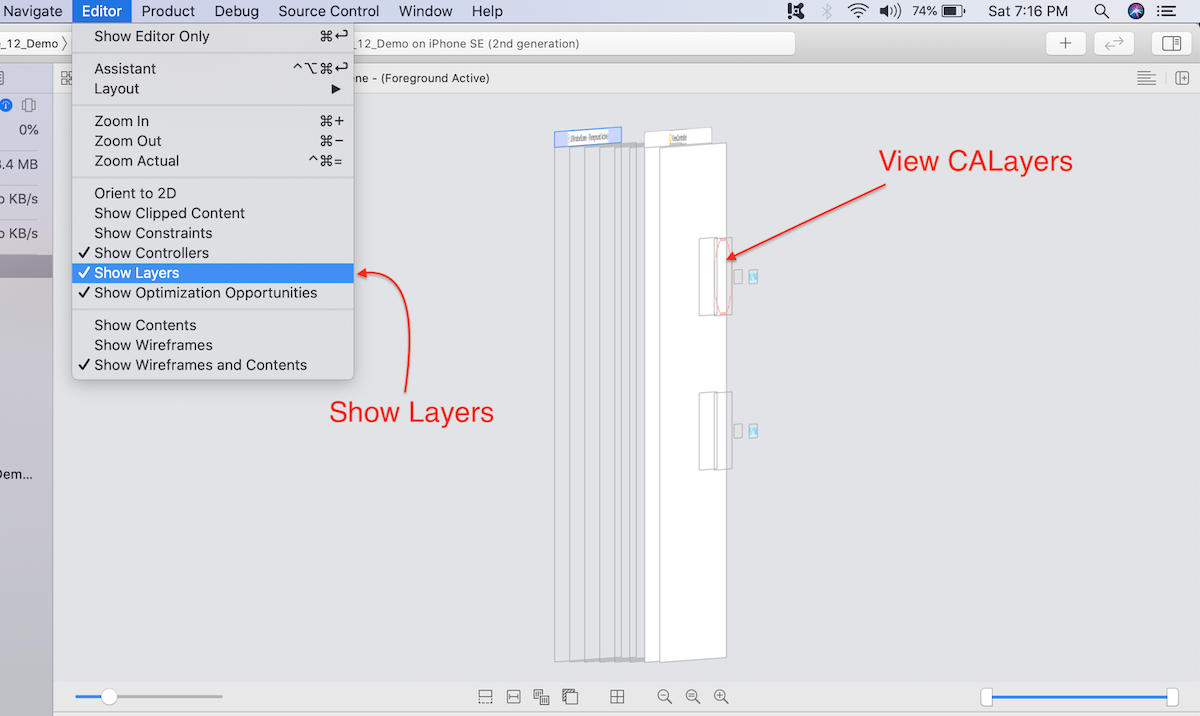 Navigate Editor Product Debug Source Control Window Help 74% Sat 7:16 PM
_12_Demo 〉 _12_Demo on iPhone SE (2nd generation)
ne - (Foreground Active)
Show Editor Only ⌘↩
Assistant ⌃⌥⌘↩
Layout ▶
Zoom In ⌘+
Zoom Out ⌘−
Zoom Actual ⌃⌘=
Orient to 2D
Show Clipped Content
Show Constraints
✓ Show Controllers
✓ Show Layers
✓ Show Optimization Opportunities
Show Contents
Show Wireframes
✓ Show Wireframes and Contents
0%
.4 MB
KB/s
KB/s
Dem...
ViewController
View CALayers
Show Layers